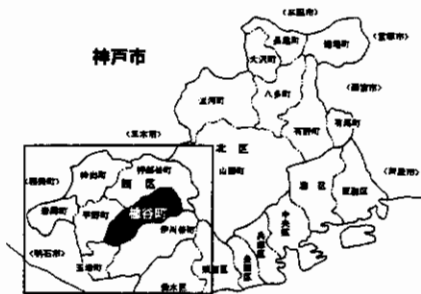 神戸市
〈三田市〉
長尾町
道場町
〈宝塚市〉
大沢町
淡河町
八多町
〈西宮市〉
有野町
有馬町
〈三木市〉
北区
山田町
〈芦屋市〉
〈稲美町〉
神出町
押部谷町
西区
岩岡町
平野町
櫨谷町
伊川谷町
〈明石市〉
玉津町
垂水区
須磨区
長田区
兵庫区
中央区
灘区
東灘区